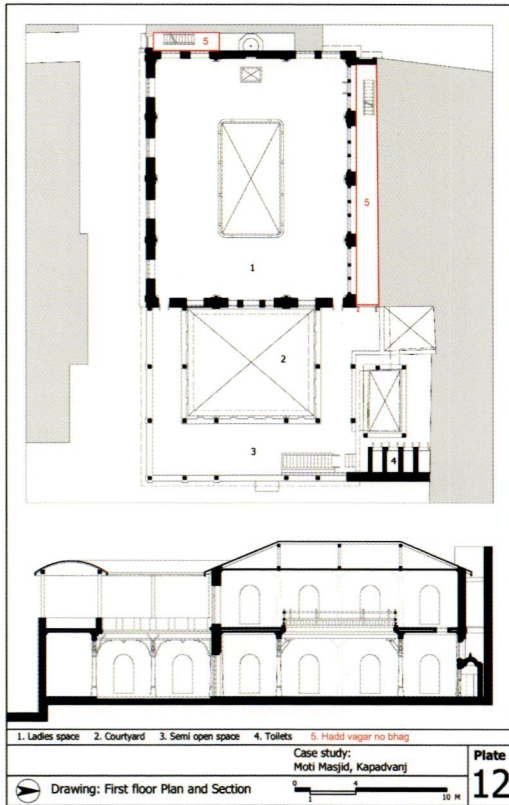 5
5
1
2
3
4
1. Ladies space 2. Courtyard 3. Semi open space 4. Toilets 5. Hadd vagar no bhag
Case study:
Moti Masjid, Kapadvanj
Plate
12
Drawing: First floor Plan and Section
0 4
1 10 M